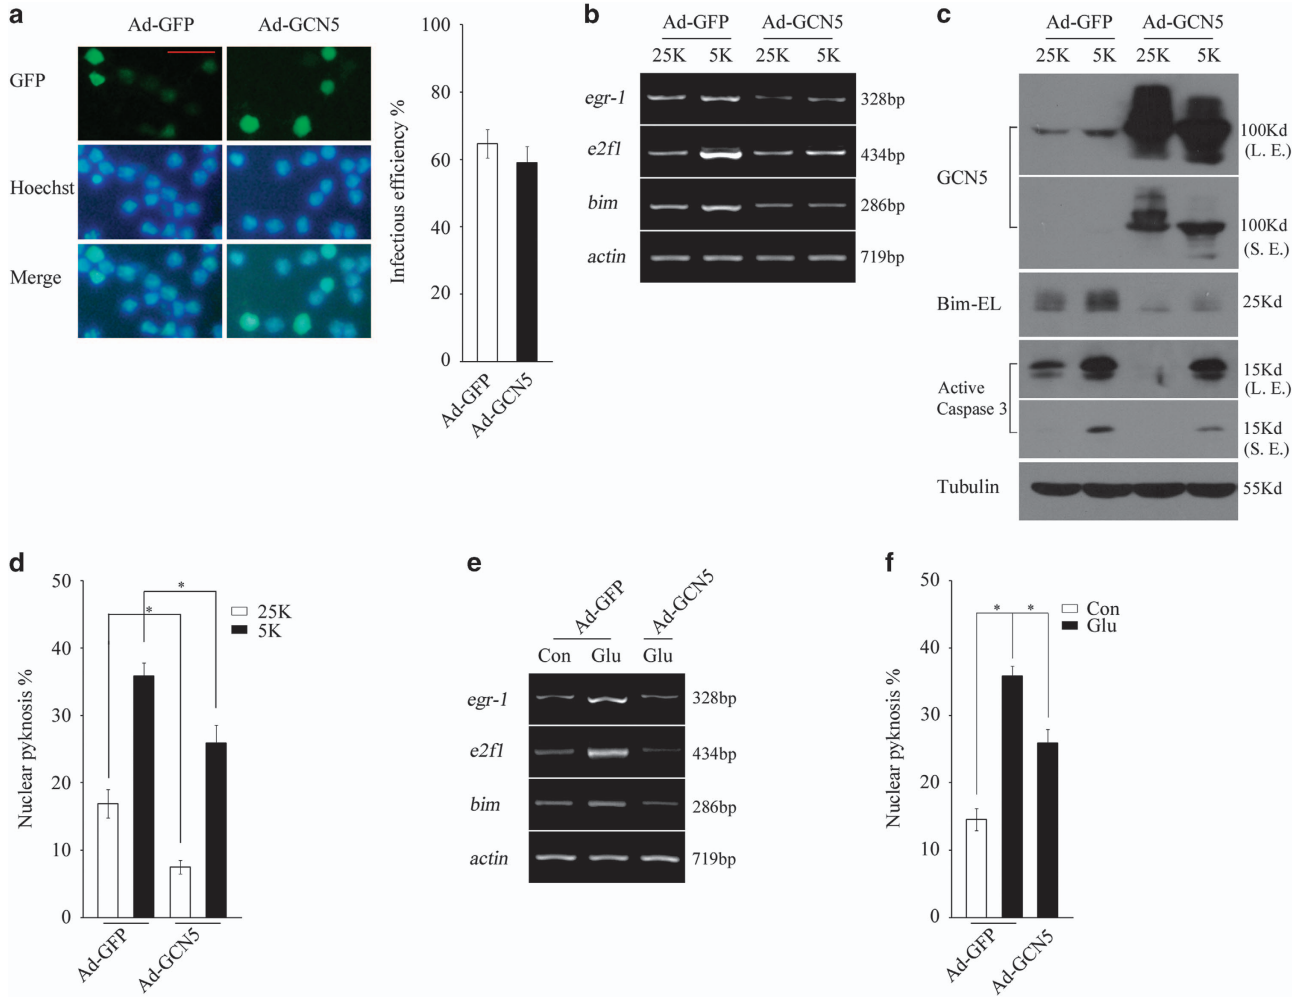 a
Ad-GFP Ad-GCN5
GFP
Hoechst
Merge
Infectious efficiency %
100
80
60
40
20
0
Ad-GFP
Ad-GCN5
b
Ad-GFP Ad-GCN5
25K 5K 25K 5K
egr-1 328bp
e2f1 434bp
bim 286bp
actin 719bp
c
Ad-GFP Ad-GCN5
25K 5K 25K 5K
GCN5
100Kd
(L. E.)
100Kd
(S. E.)
Bim-EL 25Kd
Active
Caspase 3
15Kd
(L. E.)
15Kd
(S. E.)
Tubulin 55Kd
d
Nuclear pyknosis %
50
40
30
20
10
0
*
*
25K
5K
Ad-GFP
Ad-GCN5
e
Ad-GFP Ad-GCN5
Con Glu Glu
egr-1 328bp
e2f1 434bp
bim 286bp
actin 719bp
f
Nuclear pyknosis %
50
40
30
20
10
0
* *
Con
Glu
Ad-GFP
Ad-GCN5